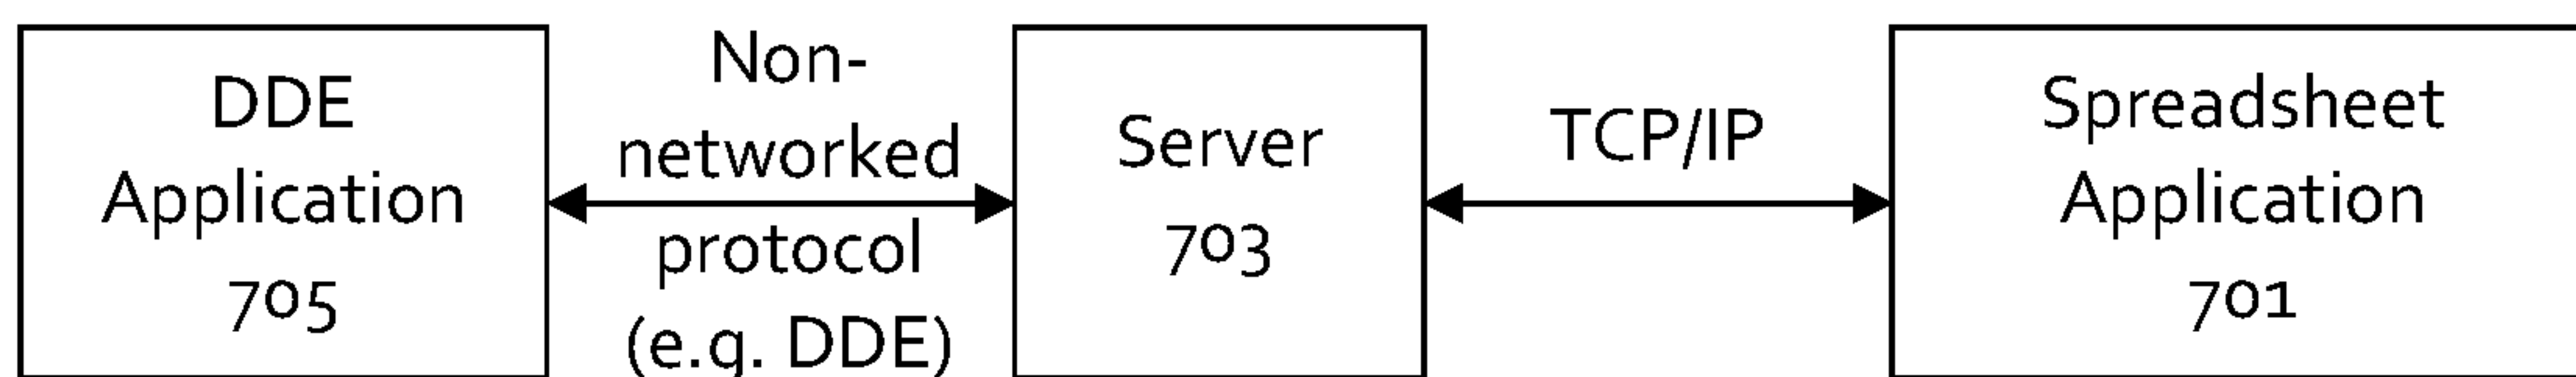 DDE
Application
705
Non-
networked
protocol
(e.g. DDE)
Server
703
TCP/IP
Spreadsheet
Application
701